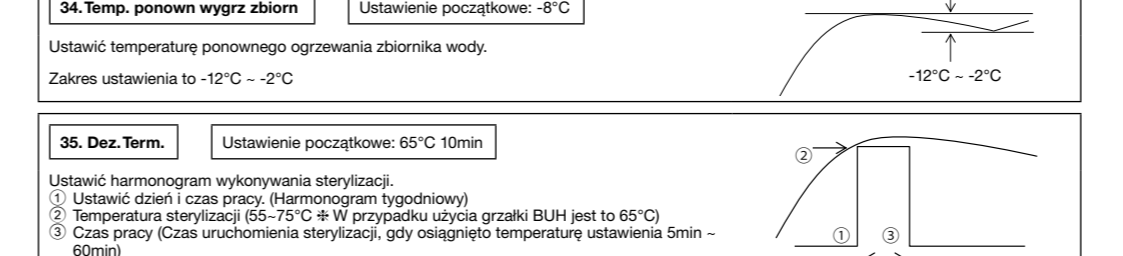 34. Temp. ponown wygrz zbiorn
Ustawienie początkowe: -8°C
Ustawić temperaturę ponownego ogrzewania zbiornika wody.
Zakres ustawienia to -12°C ~ -2°C
-12°C ~ -2°C
35. Dez. Term.
Ustawienie początkowe: 65°C 10min
Ustawić harmonogram wykonywania sterylizacji.
① Ustawić dzień i czas pracy. (Harmonogram tygodniowy)
② Temperatura sterylizacji (55~75°C ❉ W przypadku użycia grzałki BUH jest to 65°C)
③ Czas pracy (Czas uruchomienia sterylizacji, gdy osiągnięto temperaturę ustawienia 5min ~
60min)
②
① ③